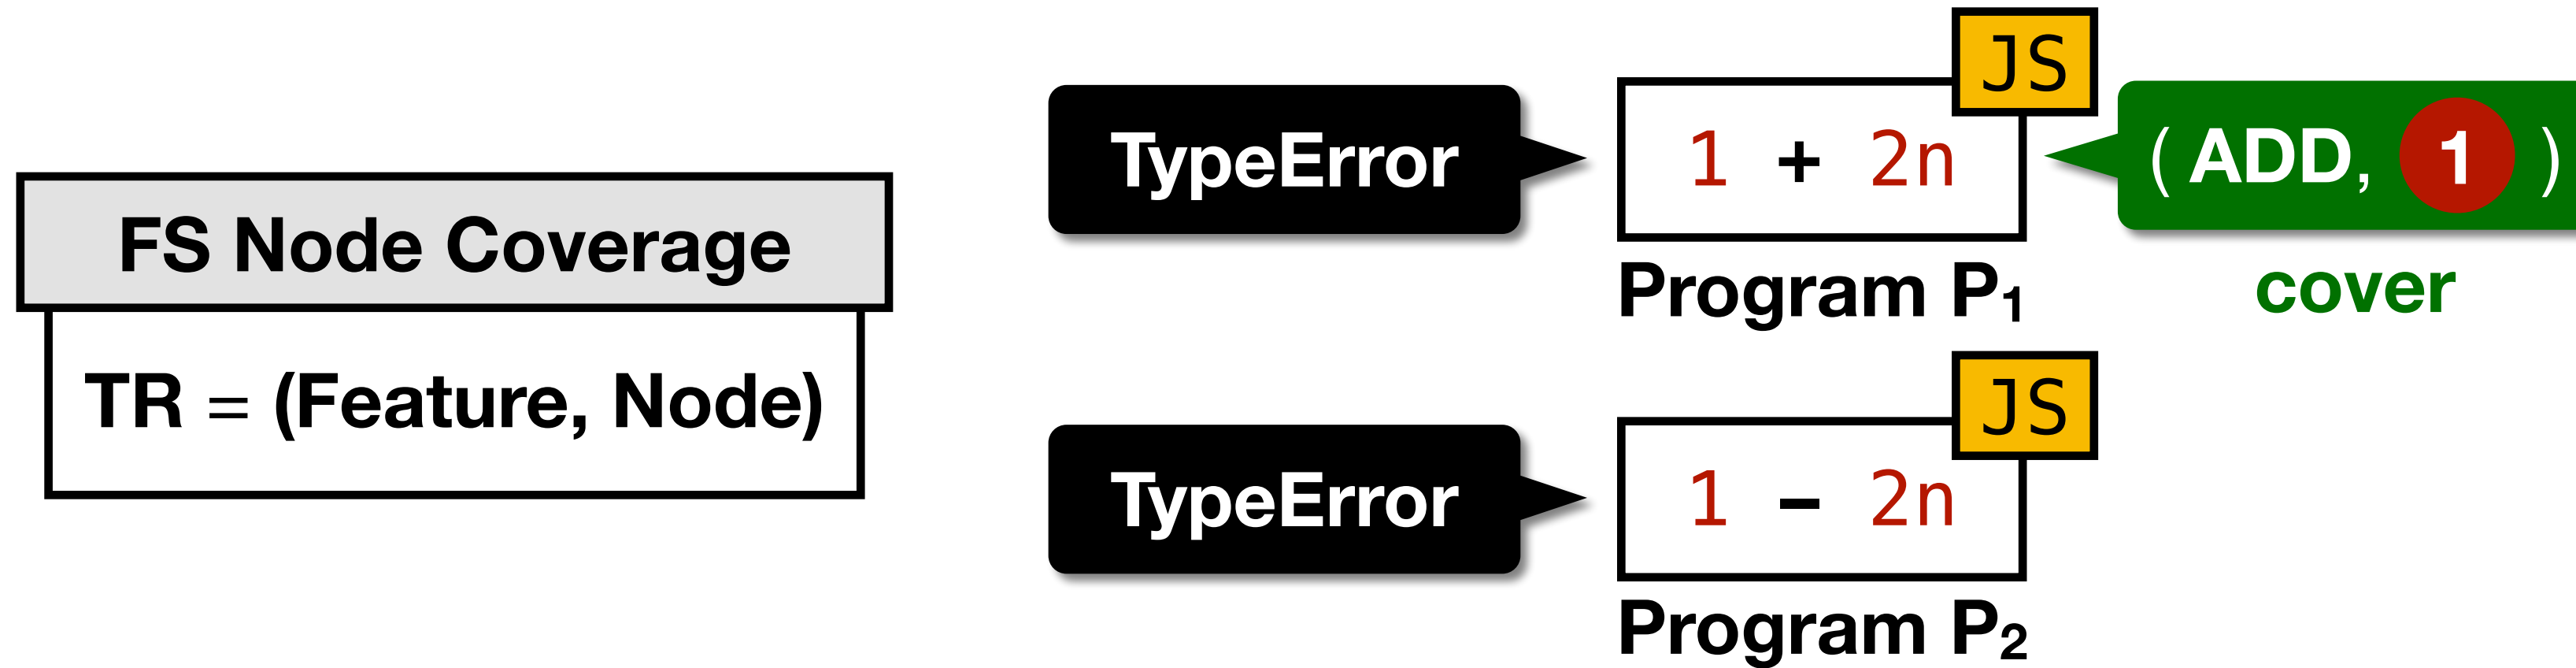 FS Node Coverage
TR = (Feature, Node)
TypeError
JS
1 + 2n
Program P₁
( ADD, 1 )
cover
TypeError
JS
1 – 2n
Program P₂